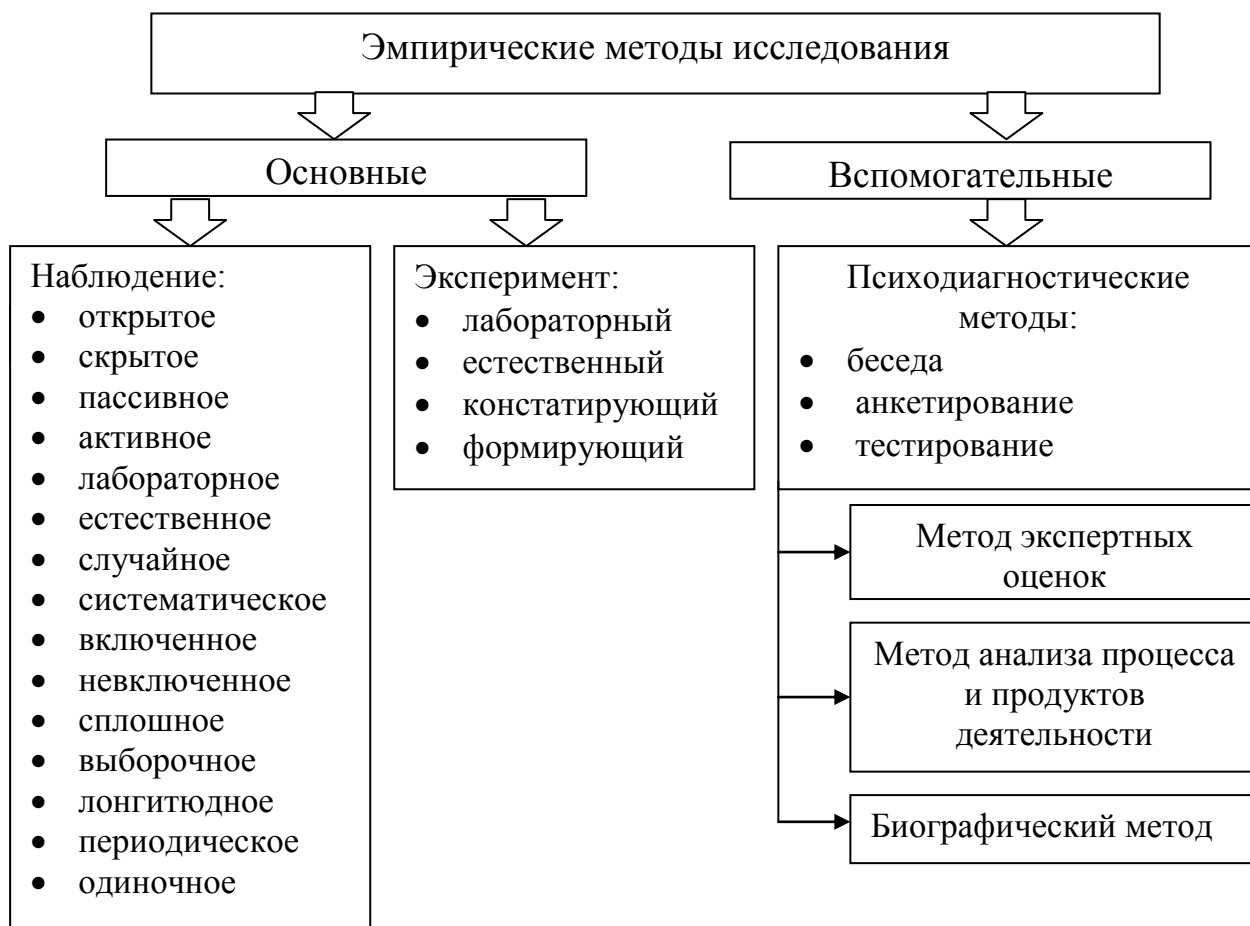 Эмпирические методы исследования
Основные
Вспомогательные
Наблюдение:
• открытое
• скрытое
• пассивное
• активное
• лабораторное
• естественное
• случайное
• систематическое
• включенное
• невключенное
• сплошное
• выборочное
• лонгитюдное
• периодическое
• одиночное
Эксперимент:
• лабораторный
• естественный
• констатирующий
• формирующий
Психодиагностические
методы:
• беседа
• анкетирование
• тестирование
Метод экспертных
оценок
Метод анализа процесса
и продуктов
деятельности
Биографический метод